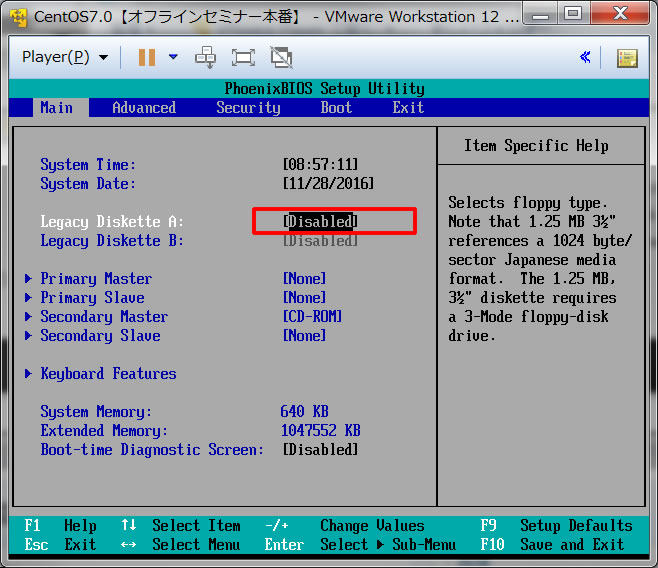 CentOS7.0【オフラインセミナー本番】 - VMware Workstation 12 ...
Player(P)
PhoenixBIOS Setup Utility
Main Advanced Security Boot Exit
Item Specific Help
System Time: [08:57:11]
System Date: [11/28/2016]
Legacy Diskette A: [Disabled]
Legacy Diskette B: [Disabled]
Primary Master [None]
Primary Slave [None]
Secondary Master [CD-ROM]
Secondary Slave [None]
Keyboard Features
System Memory: 640 KB
Extended Memory: 1047552 KB
Boot-time Diagnostic Screen: [Disabled]
Selects floppy type.
Note that 1.25 MB 3½"
references a 1024 byte/
sector Japanese media
format. The 1.25 MB,
3½" diskette requires
a 3-Mode floppy-disk
drive.
F1 Help ↑↓ Select Item -/+ Change Values F9 Setup Defaults
Esc Exit ↔ Select Menu Enter Select ▶ Sub-Menu F10 Save and Exit